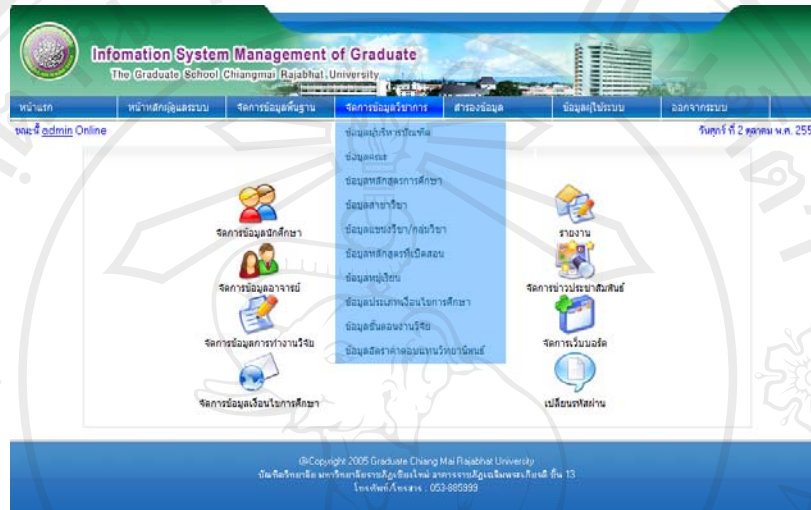 Infomation System Management of Graduate
The Graduate School Chiangmai Rajabhat University
หน้าแรก
หน้าหลักผู้ดูแลระบบ
จัดการข้อมูลพื้นฐาน
จัดการข้อมูลวิชาการ
สำรองข้อมูล
ข้อมูลผู้ใช้ระบบ
ออกจากระบบ
ขณะนี้ admin Online
วันศุกร์ ที่ 2 ตุลาคม พ.ศ. 255
ข้อมูลผู้บริหารบัณฑิต
ข้อมูลคณะ
ข้อมูลหลักสูตรการศึกษา
ข้อมูลสาขาวิชา
ข้อมูลแขนงวิชา/กลุ่มวิชา
ข้อมูลหลักสูตรที่เปิดสอน
ข้อมูลหมู่เรียน
ข้อมูลประเภทเงื่อนไขการศึกษา
ข้อมูลขั้นตอนงานวิจัย
ข้อมูลอัตราค่าตอบแทนวิทยานิพนธ์
จัดการข้อมูลนักศึกษา
รายงาน
จัดการข้อมูลอาจารย์
จัดการข่าวประชาสัมพันธ์
จัดการข้อมูลการทำงานวิจัย
จัดการเว็บบอร์ด
จัดการข้อมูลเงื่อนไขการศึกษา
เปลี่ยนรหัสผ่าน
@Copyright 2005 Graduate Chiang Mai Rajabhat University
บัณฑิตวิทยาลัย มหาวิทยาลัยราชภัฏเชียงใหม่ อาคารราชภัฏเฉลิมพระเกียรติ ชั้น 13
โทรศัพท์/โทรสาร : 053-885999